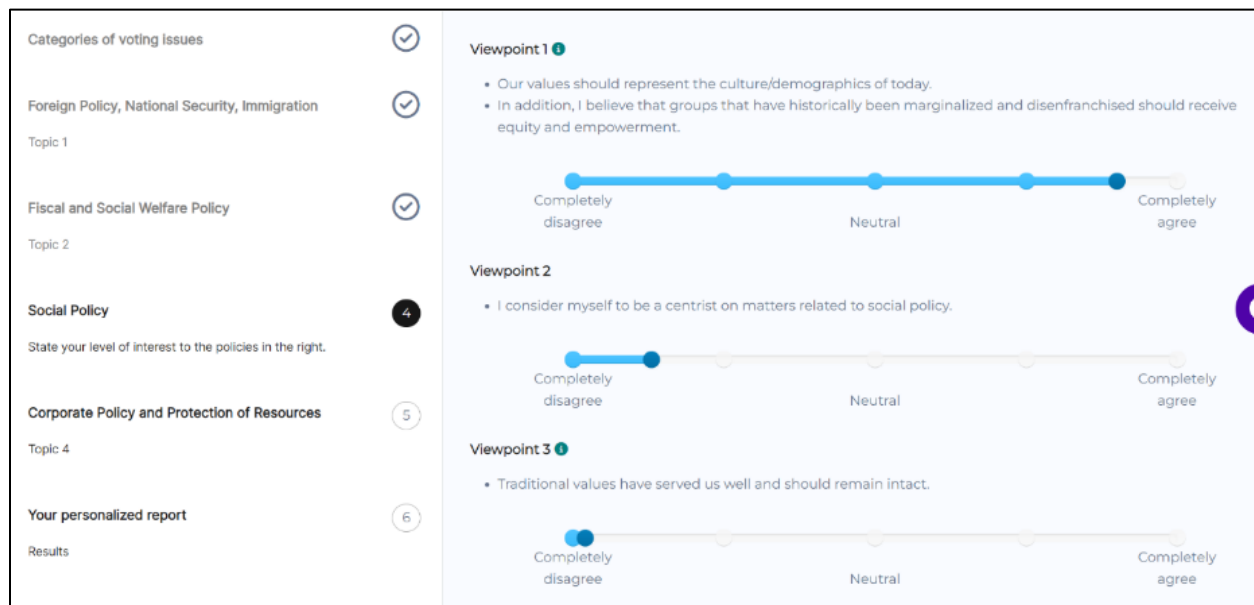 Categories of voting issues
Foreign Policy, National Security, Immigration
Topic 1
Fiscal and Social Welfare Policy
Topic 2
Social Policy
4
State your level of interest to the policies in the right.
Corporate Policy and Protection of Resources
5
Topic 4
Your personalized report
6
Results
Viewpoint 1
• Our values should represent the culture/demographics of today.
• In addition, I believe that groups that have historically been marginalized and disenfranchised should receive
equity and empowerment.
Completely
disagree
Neutral
Completely
agree
Viewpoint 2
• I consider myself to be a centrist on matters related to social policy.
Completely
disagree
Neutral
Completely
agree
Viewpoint 3
• Traditional values have served us well and should remain intact.
Completely
disagree
Neutral
Completely
agree